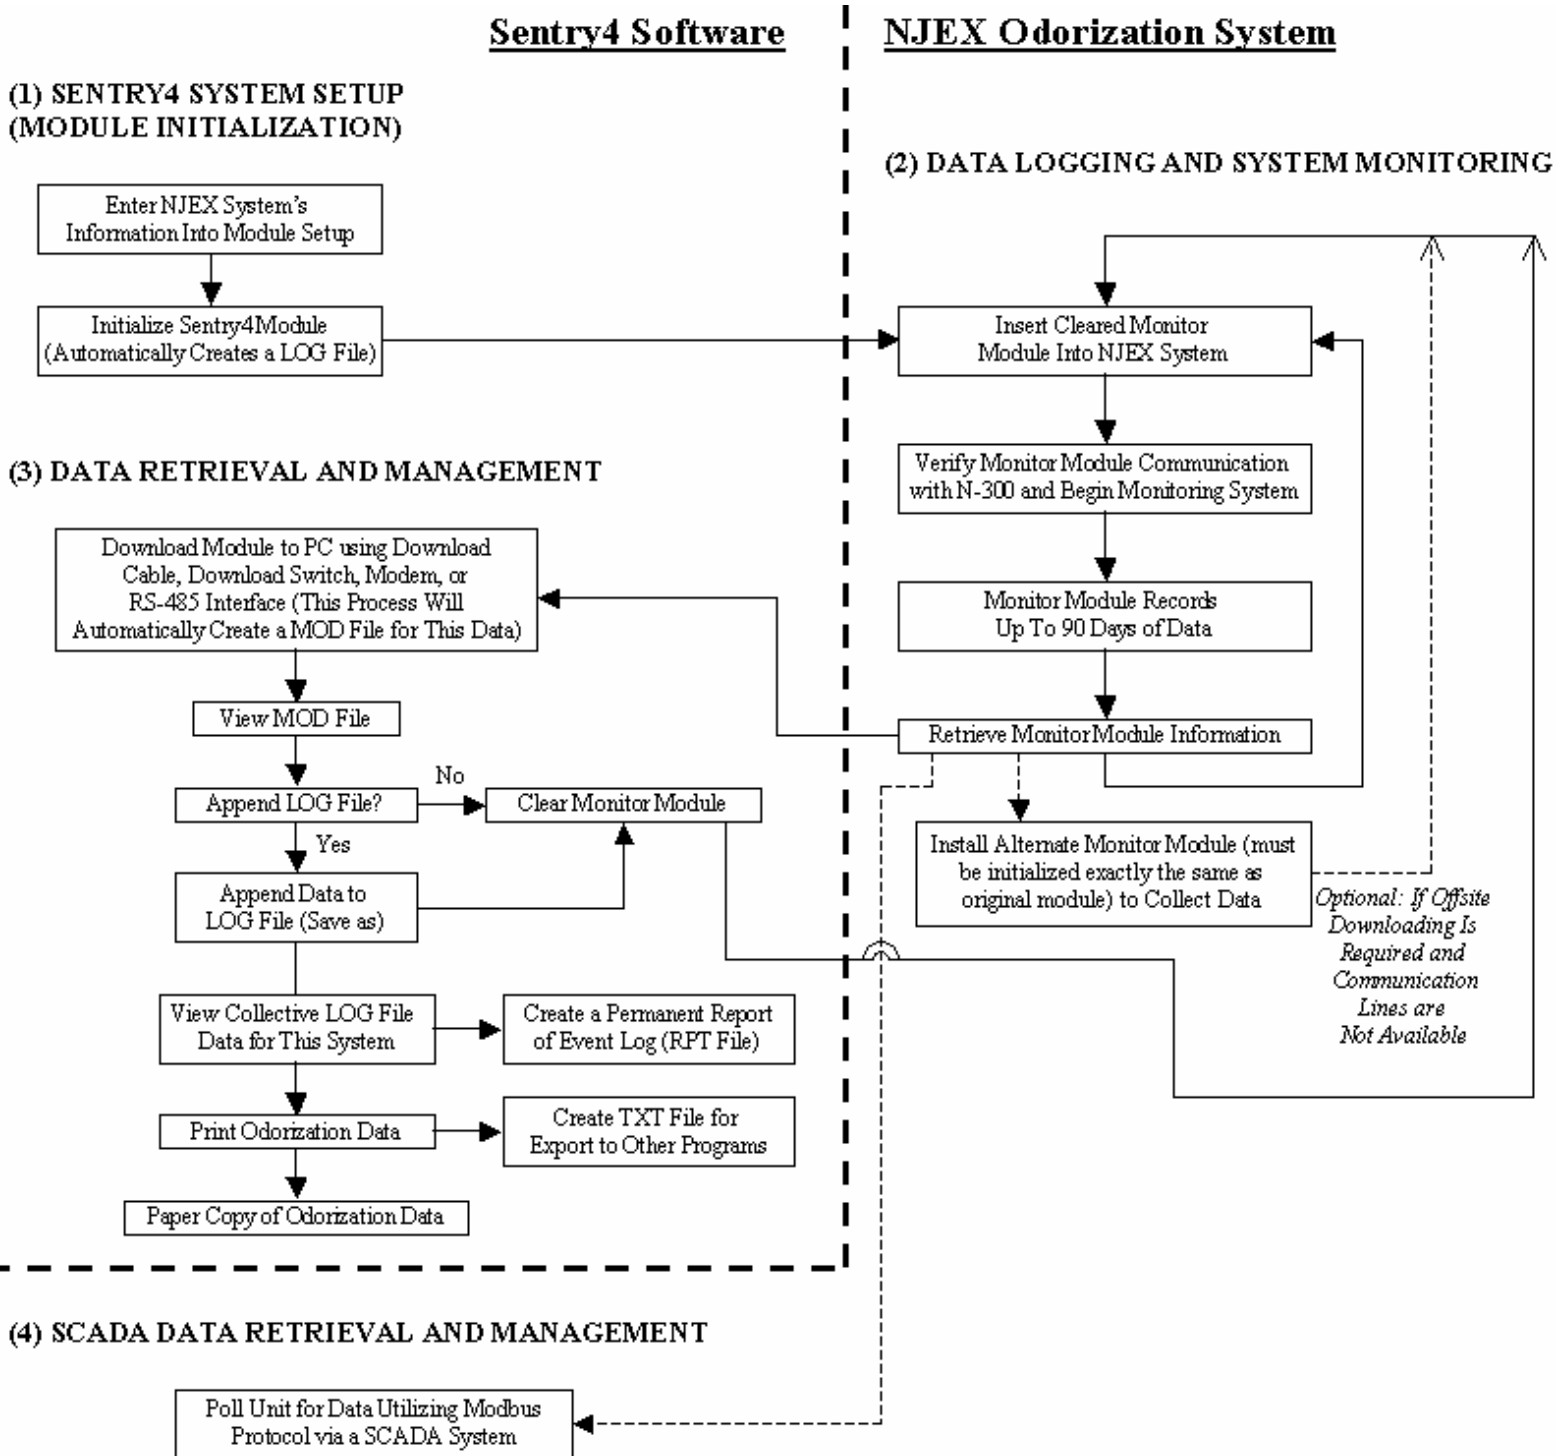 Sentry4 Software
NJEX Odorization System
(1) SENTRY4 SYSTEM SETUP
(MODULE INITIALIZATION)
Enter NJEX System's
Information Into Module Setup
Initialize Sentry4 Module
(Automatically Creates a LOG File)
(2) DATA LOGGING AND SYSTEM MONITORING
Insert Cleared Monitor
Module Into NJEX System
Verify Monitor Module Communication
with N-300 and Begin Monitoring System
Monitor Module Records
Up To 90 Days of Data
Retrieve Monitor Module Information
Install Alternate Monitor Module (must
be initialized exactly the same as
original module) to Collect Data
Optional: If Offsite
Downloading Is
Required and
Communication
Lines are
Not Available
(3) DATA RETRIEVAL AND MANAGEMENT
Download Module to PC using Download
Cable, Download Switch, Modem, or
RS-485 Interface (This Process Will
Automatically Create a MOD File for This Data)
View MOD File
Append LOG File?
No
Clear Monitor Module
Yes
Append Data to
LOG File (Save as)
View Collective LOG File
Data for This System
Create a Permanent Report
of Event Log (RPT File)
Print Odorization Data
Create TXT File for
Export to Other Programs
Paper Copy of Odorization Data
(4) SCADA DATA RETRIEVAL AND MANAGEMENT
Poll Unit for Data Utilizing Modbus
Protocol via a SCADA System